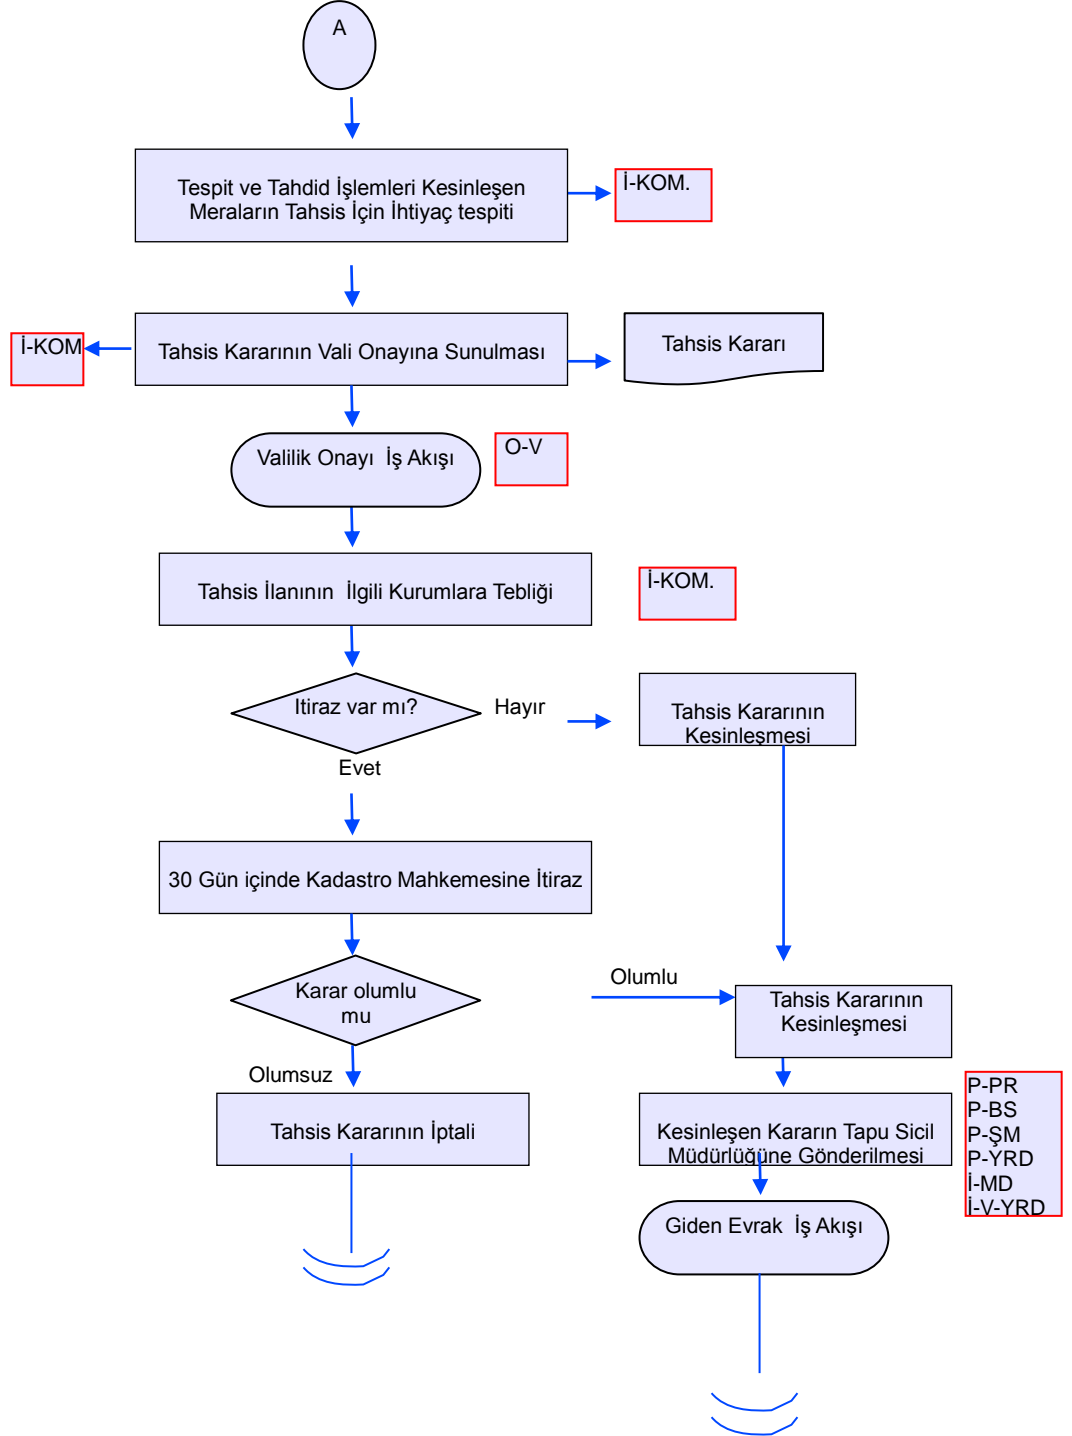 A
Tespit ve Tahdid İşlemleri Kesinleşen
Meraların Tahsis İçin İhtiyaç tespiti
İ-KOM.
İ-KOM
Tahsis Kararının Vali Onayına Sunulması
Tahsis Kararı
Valilik Onayı İş Akışı
O-V
Tahsis İlanının İlgili Kurumlara Tebliği
İ-KOM.
Itiraz var mı?
Hayır
Tahsis Kararının
Kesinleşmesi
Evet
30 Gün içinde Kadastro Mahkemesine İtiraz
Karar olumlu
mu
Olumlu
Tahsis Kararının
Kesinleşmesi
Olumsuz
Tahsis Kararının İptali
Kesinleşen Kararın Tapu Sicil
Müdürlüğüne Gönderilmesi
P-PR
P-BS
P-ŞM
P-YRD
İ-MD
İ-V-YRD
Giden Evrak İş Akışı